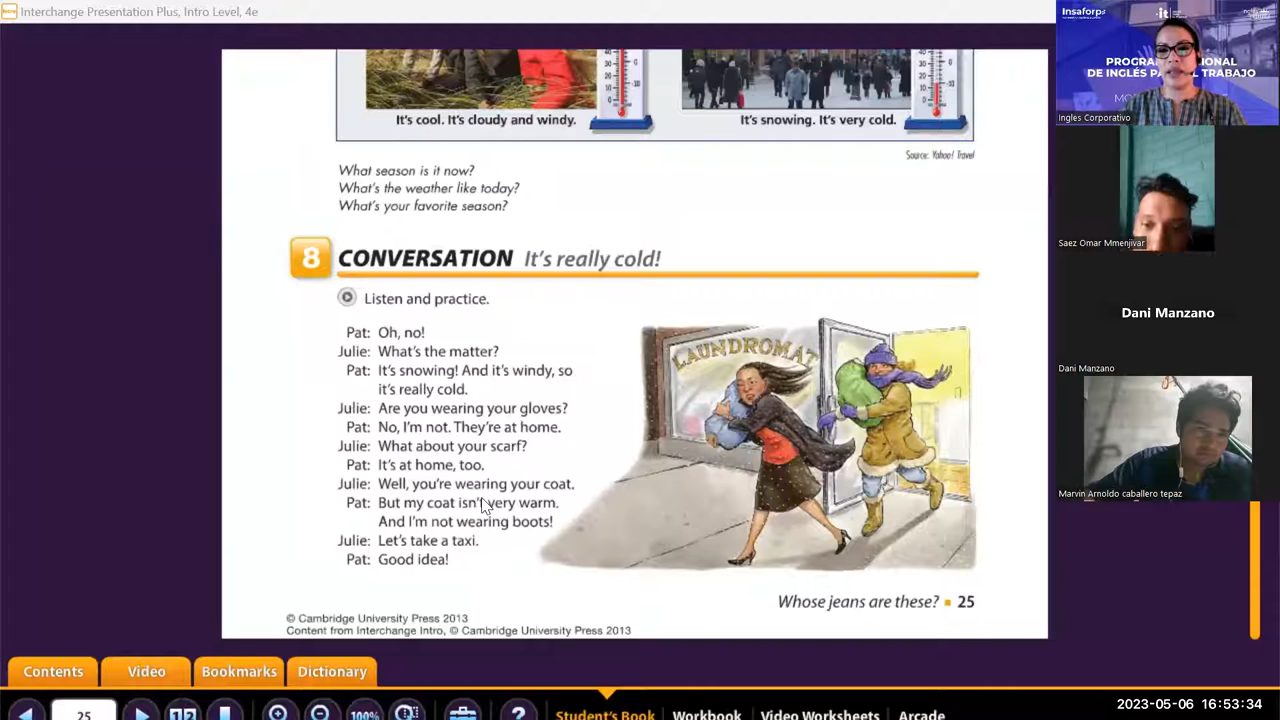 Interchange Presentation Plus, Intro Level, 4e
It's cool. It's cloudy and windy.
It's snowing. It's very cold.
Source: Yahoo! Travel
What season is it now?
What's the weather like today?
What's your favorite season?
8 CONVERSATION It's really cold!
Listen and practice.
Pat: Oh, no!
Julie: What's the matter?
Pat: It's snowing! And it's windy, so
it's really cold.
Julie: Are you wearing your gloves?
Pat: No, I'm not. They're at home.
Julie: What about your scarf?
Pat: It's at home, too.
Julie: Well, you're wearing your coat.
Pat: But my coat isn't very warm.
And I'm not wearing boots!
Julie: Let's take a taxi.
Pat: Good idea!
LAUNDROMAT
Whose jeans are these? 25
© Cambridge University Press 2013
Content from Interchange Intro, © Cambridge University Press 2013
Contents Video Bookmarks Dictionary
25
100%
Student's Book Workbook Video Worksheets Arcade
Insaforp
Ingles Corporativo
Saez Omar Mmenjivar
Dani Manzano
Dani Manzano
Marvin Arnoldo caballero tepaz
2023-05-06 16:53:34